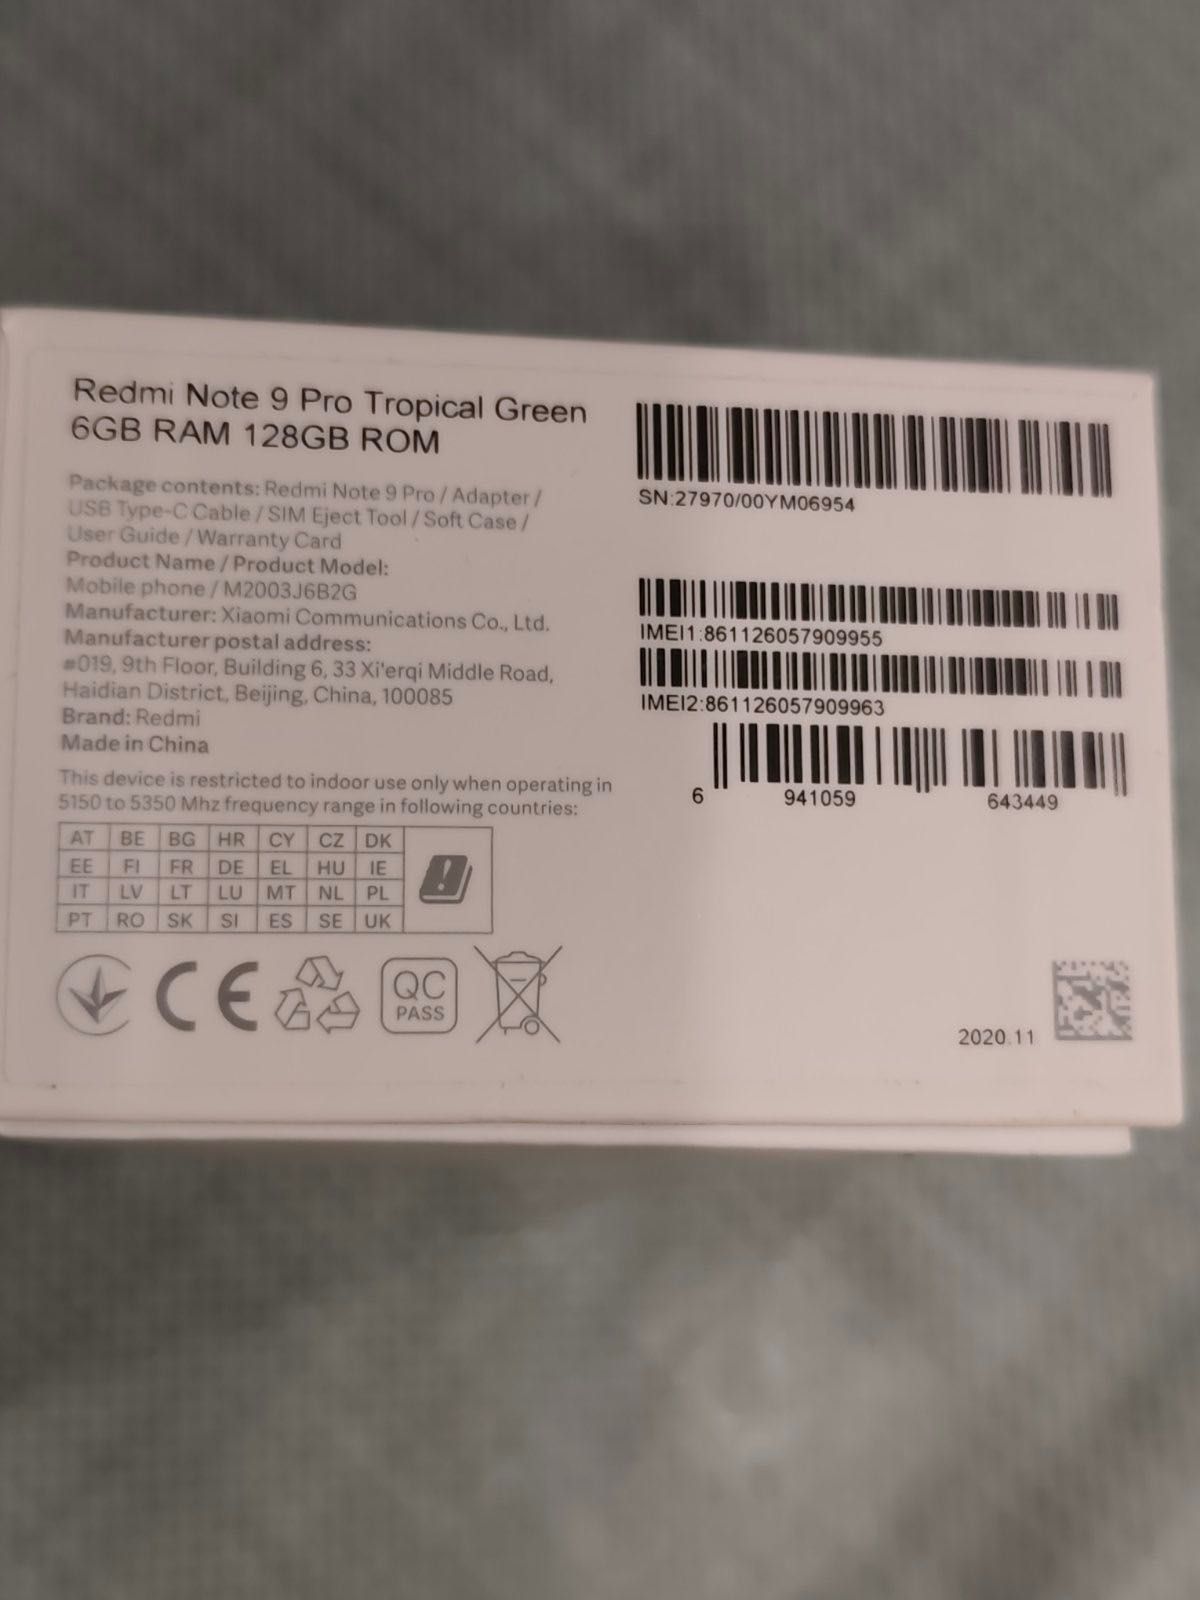 Redmi Note 9 Pro Tropical Green
6GB RAM 128GB ROM
Package contents: Redmi Note 9 Pro / Adapter /
USB Type-C Cable / SIM Eject Tool / Soft Case /
User Guide / Warranty Card
Product Name / Product Model:
Mobile phone / M2003J6B2G
Manufacturer: Xiaomi Communications Co., Ltd.
Manufacturer postal address:
#019, 9th Floor, Building 6, 33 Xi'erqi Middle Road,
Haidian District, Beijing, China, 100085
Brand: Redmi
Made in China
This device is restricted to indoor use only when operating in
5150 to 5350 Mhz frequency range in following countries:
AT BE BG HR CY CZ DK
EE FI FR DE EL HU IE
IT LV LT LU MT NL PL
PT RO SK SI ES SE UK
CE
QC
PASS
SN:27970/00YM06954
IMEI1:861126057909955
IMEI2:861126057909963
6 941059 643449
2020.11